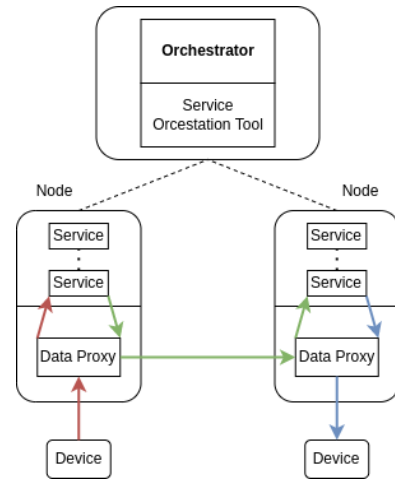 Orchestrator
Service
Orcestation Tool
Node
Node
Service
Service
Service
Service
Data Proxy
Data Proxy
Device
Device